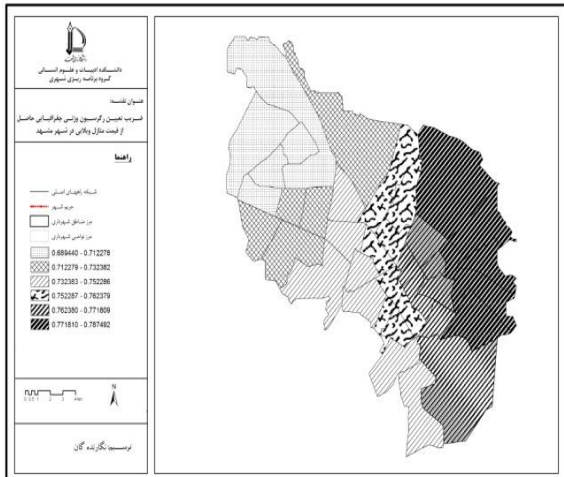 دانشکده ادبیات و علوم انسانی
گروه برنامه ریزی شهری
عنوان نقشه:
ضریب تعیین رگرسیون وزنی جغرافیایی حاصل
از قیمت منازل ویلایی در شهر مشهد
راهنما
شبکه راههای اصلی
حریم شهر
مرز مناطق شهرداری
مرز نواحی شهرداری
0.689440 - 0.712278
0.712279 - 0.732382
0.732383 - 0.752286
0.752287 - 0.762379
0.762380 - 0.771809
0.771810 - 0.787492
N
ترسیم: نگارنده گان